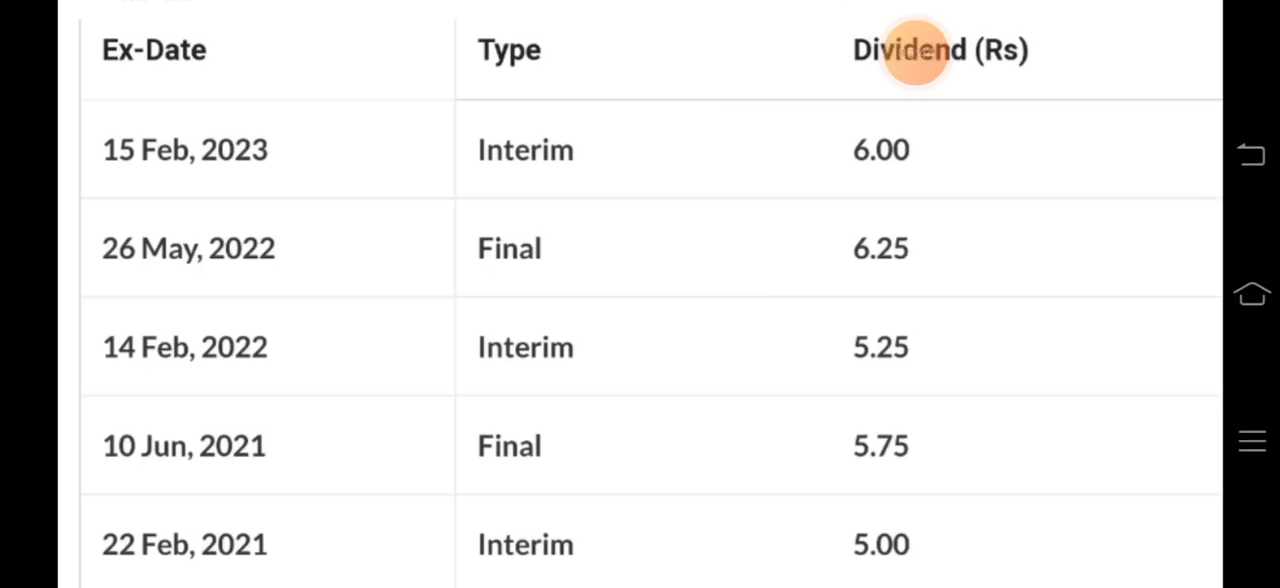 Ex-Date Type Dividend (Rs)
15 Feb, 2023 Interim 6.00
26 May, 2022 Final 6.25
14 Feb, 2022 Interim 5.25
10 Jun, 2021 Final 5.75
22 Feb, 2021 Interim 5.00